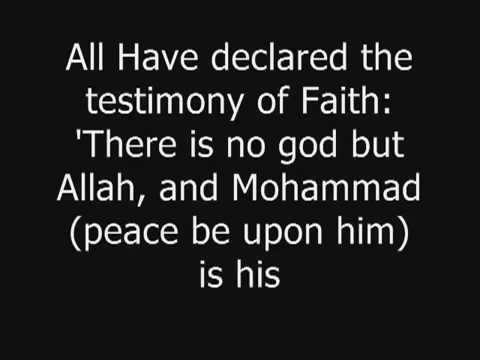 All Have declared the
testimony of Faith:
'There is no god but
Allah, and Mohammad
(peace be upon him)
is his